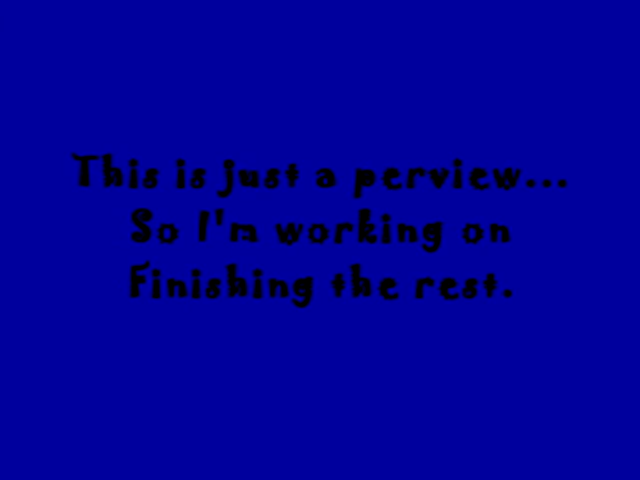 This is just a perview...
So I'm working on
Finishing the rest.